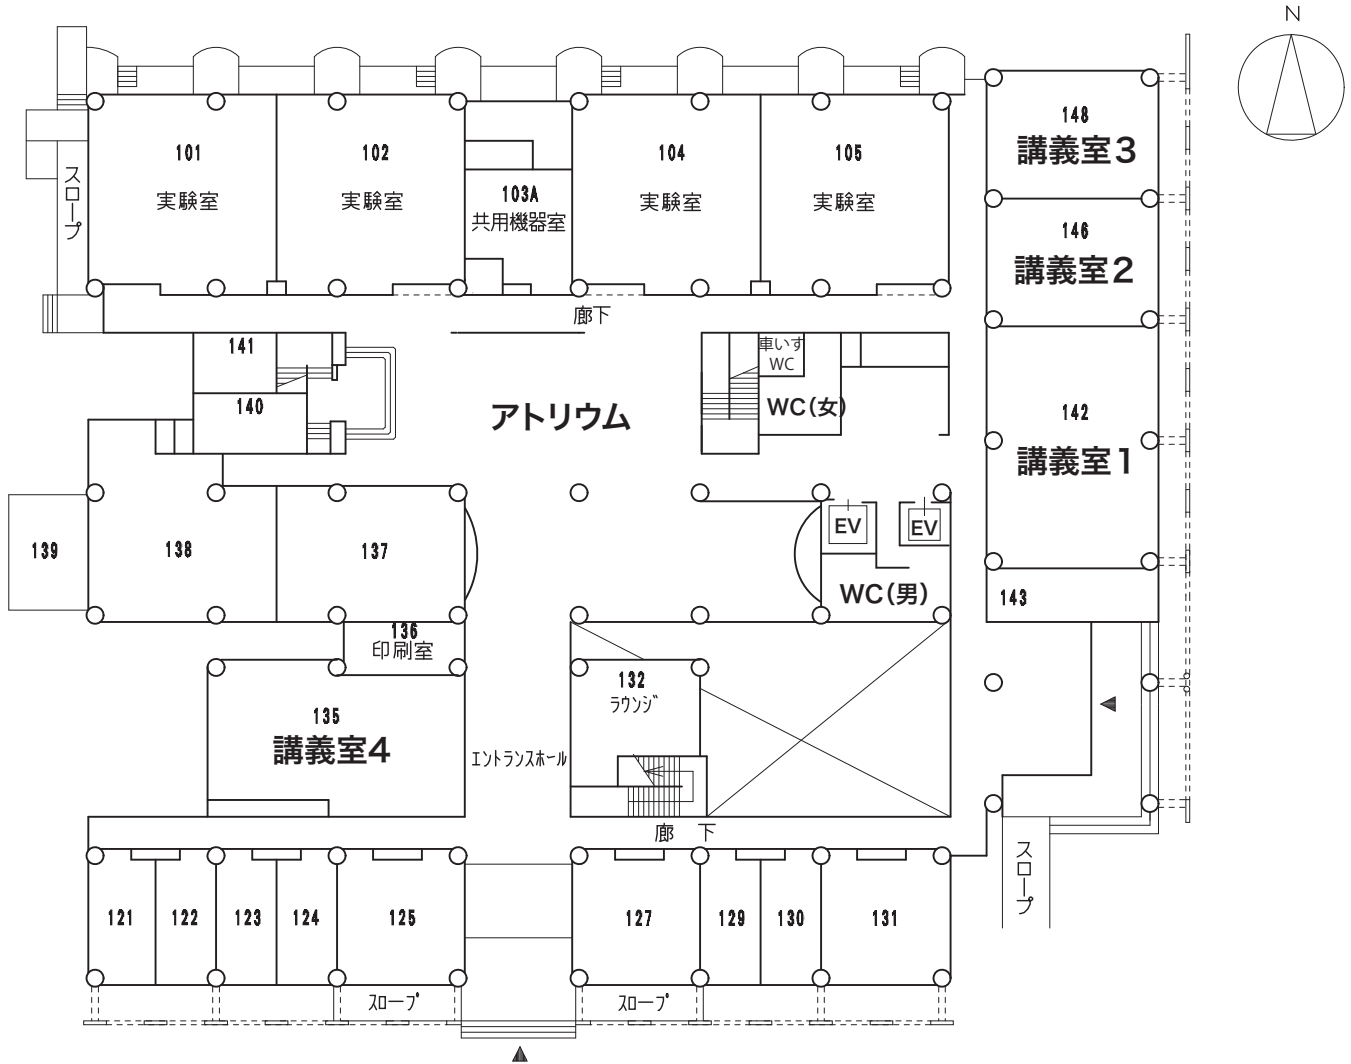 N
148
講義室3
101
実験室
102
実験室
103A
共用機器室
104
実験室
105
実験室
スロープ
146
講義室2
廊下
141
140
アトリウム
車いす
WC
WC(女)
142
講義室1
139
138
137
EV
EV
WC(男)
143
136
印刷室
132
ラウンジ
135
講義室4
エントランスホール
廊 下
スロープ
121
122
123
124
125
127
129
130
131
スロープ
スロープ